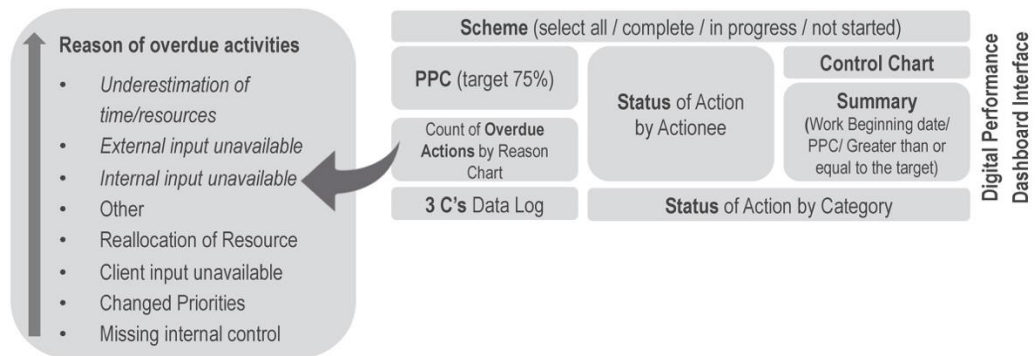 Reason of overdue activities
• Underestimation of
time/resources
• External input unavailable
• Internal input unavailable
• Other
• Reallocation of Resource
• Client input unavailable
• Changed Priorities
• Missing internal control
Scheme (select all / complete / in progress / not started)
PPC (target 75%)
Count of Overdue
Actions by Reason
Chart
3 C's Data Log
Status of Action
by Actionee
Control Chart
Summary
(Work Beginning date/
PPC/ Greater than or
equal to the target)
Status of Action by Category
Digital Performance
Dashboard Interface